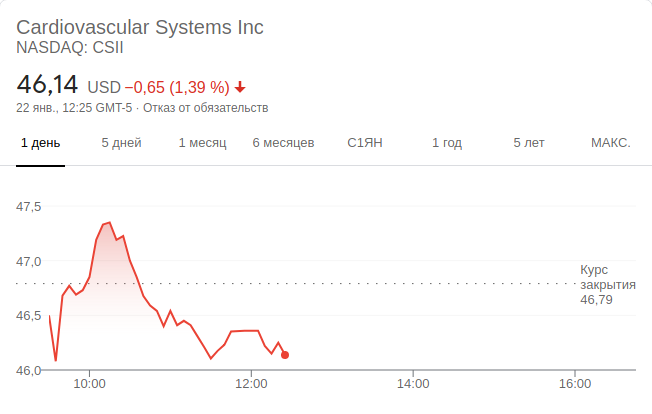 Cardiovascular Systems Inc
NASDAQ: CSII
46,14 USD −0,65 (1,39 %)
22 янв., 12:25 GMT-5 · Отказ от обязательств
1 день 5 дней 1 месяц 6 месяцев С1ЯН 1 год 5 лет МАКС.
47,5
47,0
Курс
закрытия
46,79
46,5
46,0
10:00 12:00 14:00 16:00